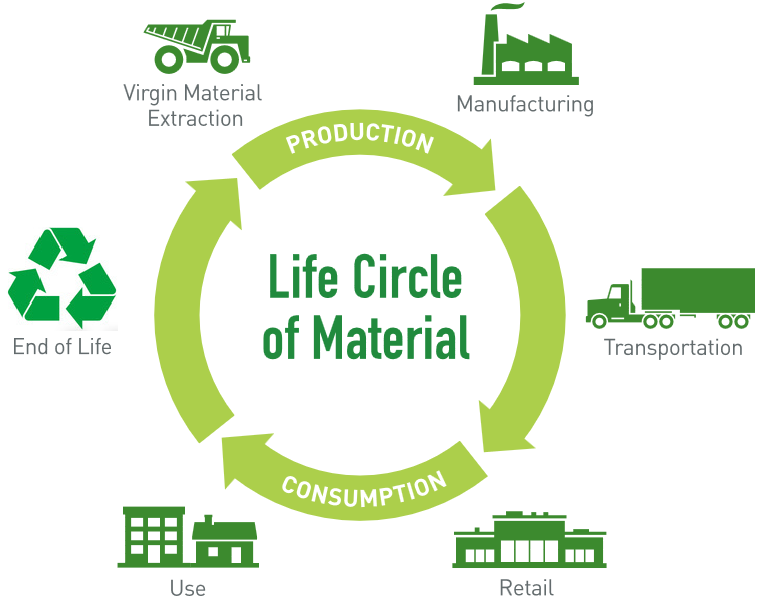 Virgin Material
Extraction
Manufacturing
PRODUCTION
Life Circle
of Material
End of Life
Transportation
CONSUMPTION
Use
Retail